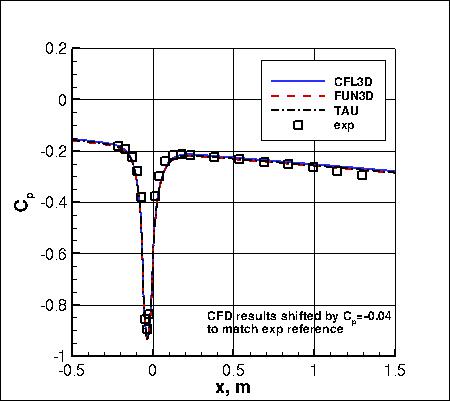 0.2
0
-0.2
-0.4
-0.6
-0.8
-1
-0.5
0
0.5
1
1.5
Cp
x, m
CFL3D
FUN3D
TAU
exp
CFD results shifted by Cp=-0.04
to match exp reference